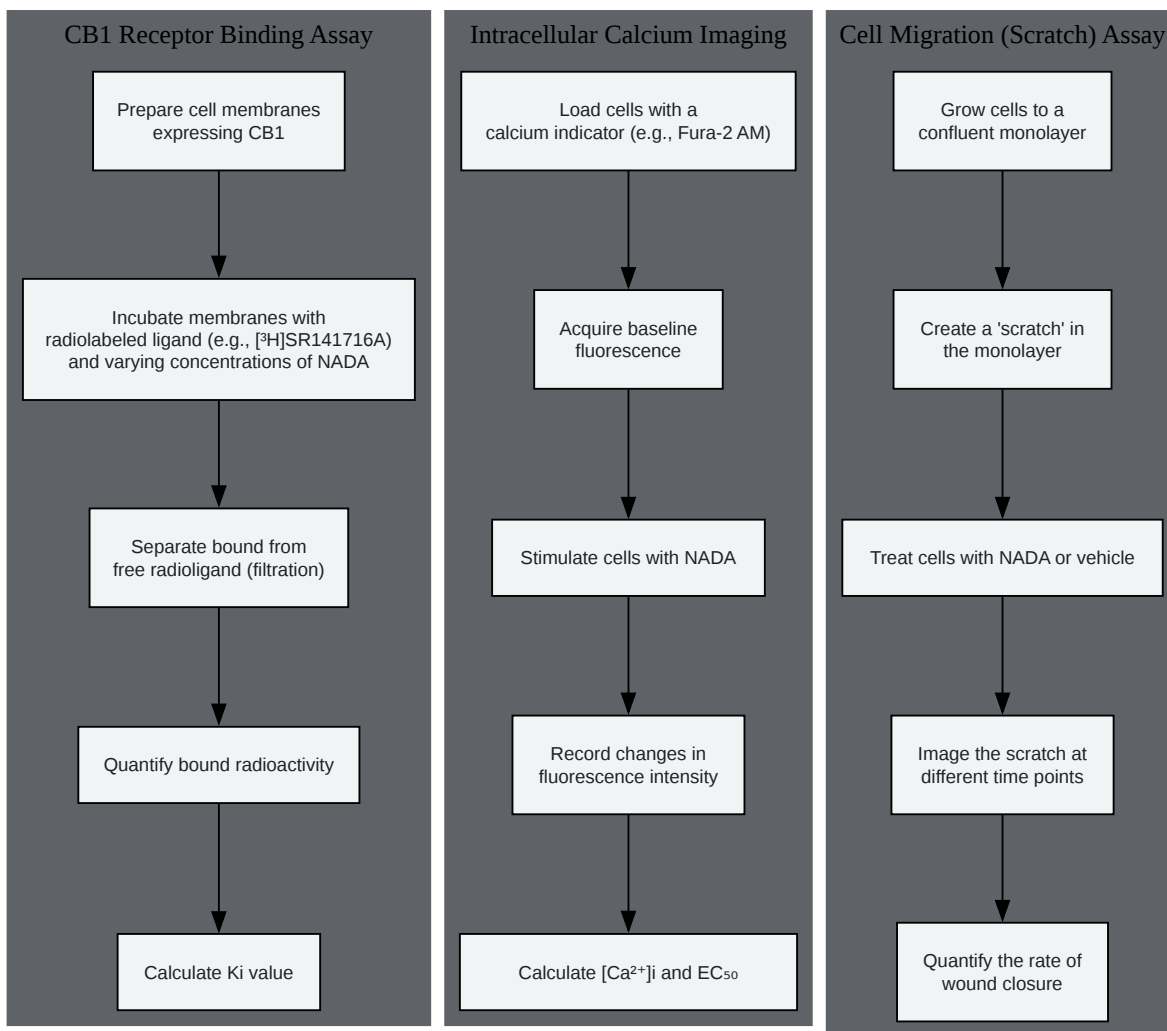 CB1 Receptor Binding Assay
Prepare cell membranes
expressing CB1
Incubate membranes with
radiolabeled ligand (e.g., [³H]SR141716A)
and varying concentrations of NADA
Separate bound from
free radioligand (filtration)
Quantify bound radioactivity
Calculate Ki value
Intracellular Calcium Imaging
Load cells with a
calcium indicator (e.g., Fura-2 AM)
Acquire baseline
fluorescence
Stimulate cells with NADA
Record changes in
fluorescence intensity
Calculate [Ca²⁺]i and EC₅₀
Cell Migration (Scratch) Assay
Grow cells to a
confluent monolayer
Create a 'scratch' in
the monolayer
Treat cells with NADA or vehicle
Image the scratch at
different time points
Quantify the rate of
wound closure